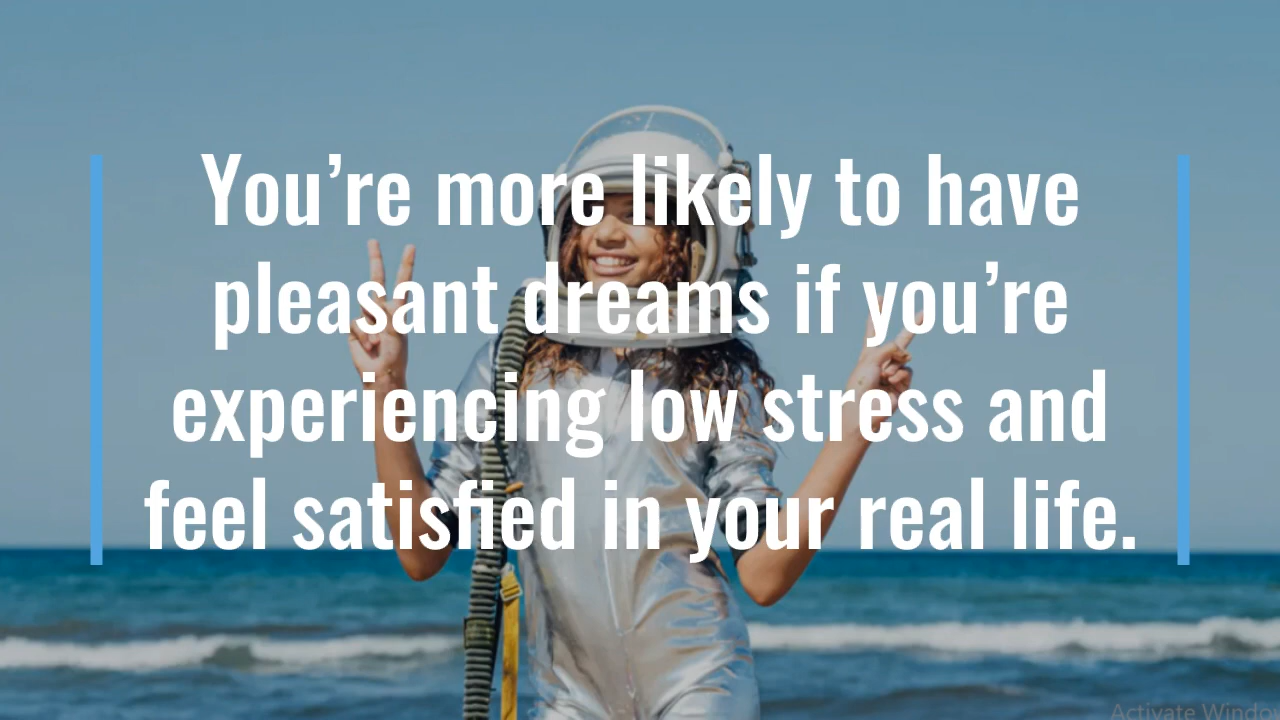 You’re more likely to have
pleasant dreams if you’re
experiencing low stress and
feel satisfied in your real life.
Activate Window